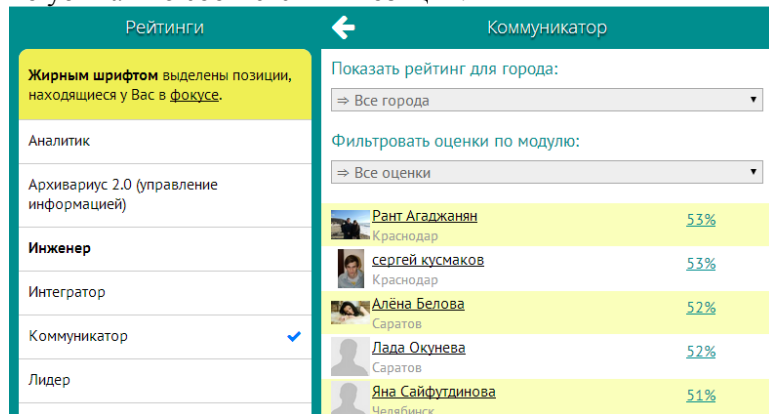 Рейтинги
Жирным шрифтом выделены позиции,
находящиеся у Вас в фокусе.
Аналитик
Архивариус 2.0 (управление
информацией)
Инженер
Интегратор
Коммуникатор
Лидер
Коммуникатор
Показать рейтинг для города:
⇒ Все города
Фильтровать оценки по модулю:
⇒ Все оценки
Рант Агаджанян 53%
Краснодар
сергей кусмаков 53%
Краснодар
Алёна Белова 52%
Саратов
Лада Окунева 52%
Саратов
Яна Сайфутдинова 51%
Челябинск